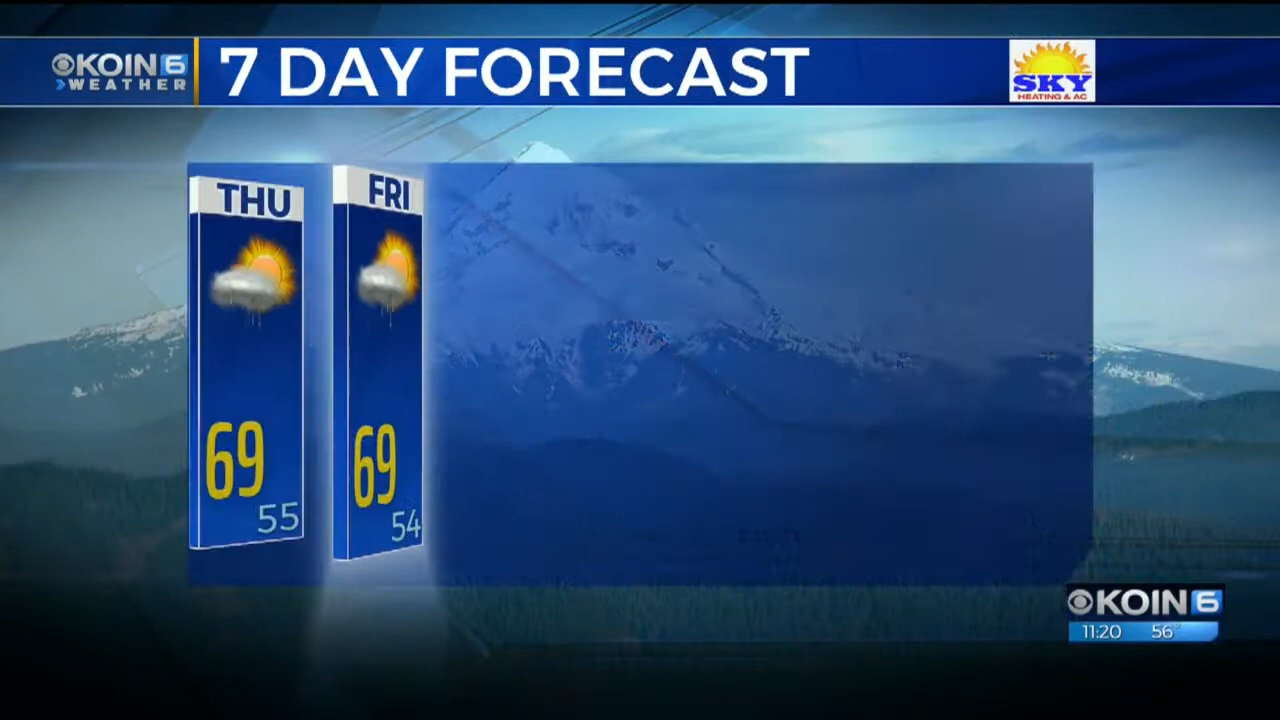 KOIN 6
WEATHER
7 DAY FORECAST
SKY
HEATING & AC
THU
FRI
69
55
69
54
KOIN 6
11:20 56°